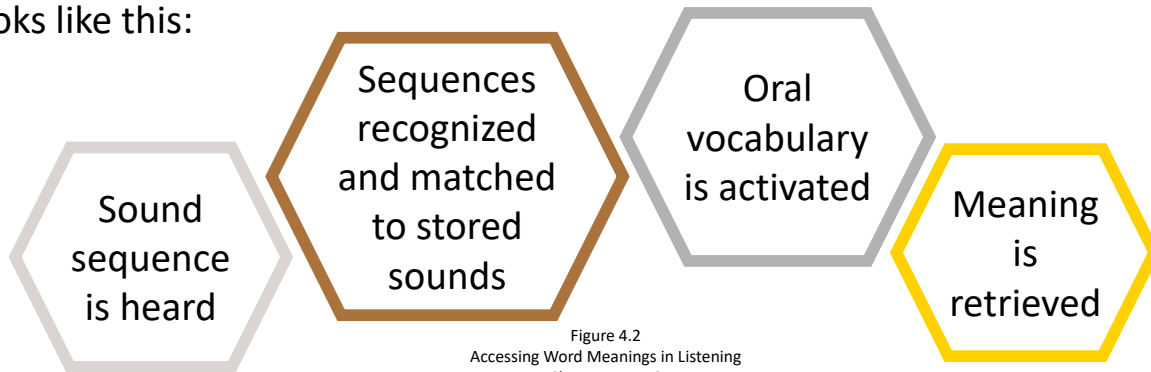 ooks like this:
Sound
sequence
is heard
Sequences
recognized
and matched
to stored
sounds
Oral
vocabulary
is activated
Meaning
is
retrieved
Figure 4.2
Accessing Word Meanings in Listening